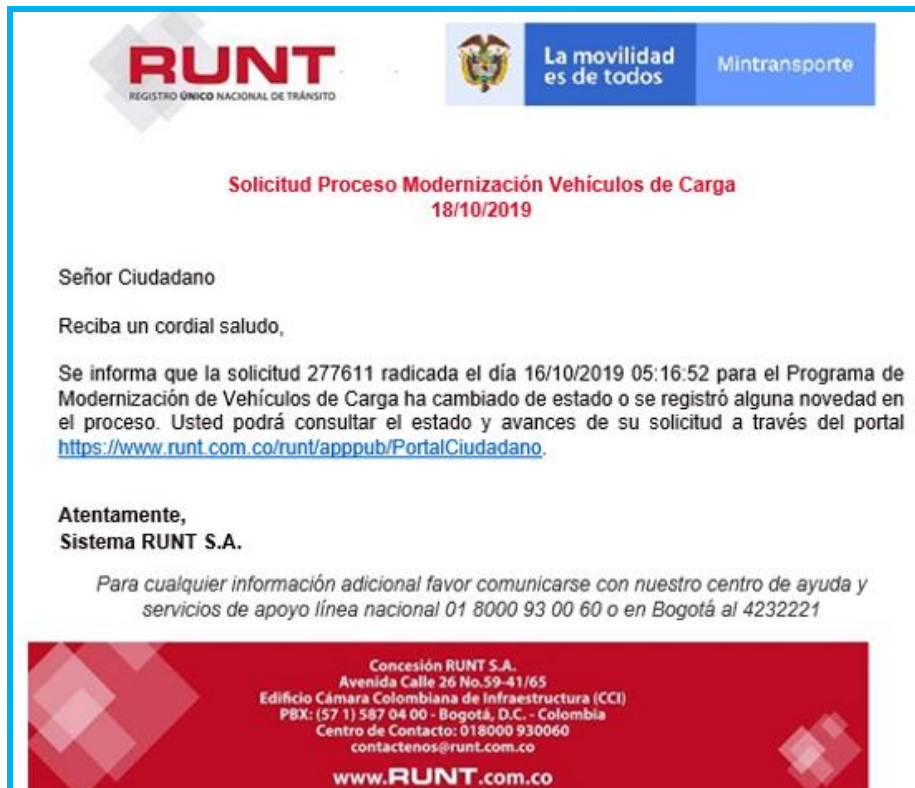 RUNT
REGISTRO ÚNICO NACIONAL DE TRÁNSITO
La movilidad
es de todos
Mintransporte
Solicitud Proceso Modernización Vehículos de Carga
18/10/2019
Señor Ciudadano
Reciba un cordial saludo,
Se informa que la solicitud 277611 radicada el día 16/10/2019 05:16:52 para el Programa de
Modernización de Vehículos de Carga ha cambiado de estado o se registró alguna novedad en
el proceso. Usted podrá consultar el estado y avances de su solicitud a través del portal
https://www.runt.com.co/runt/apppub/PortalCiudadano.
Atentamente,
Sistema RUNT S.A.
Para cualquier información adicional favor comunicarse con nuestro centro de ayuda y
servicios de apoyo línea nacional 01 8000 93 00 60 o en Bogotá al 4232221
Concesión RUNT S.A.
Avenida Calle 26 No.59-41/65
Edificio Cámara Colombiana de Infraestructura (CCI)
PBX: (57 1) 587 04 00 - Bogotá, D.C. - Colombia
Centro de Contacto: 018000 930060
contactenos@runt.com.co
www.RUNT.com.co